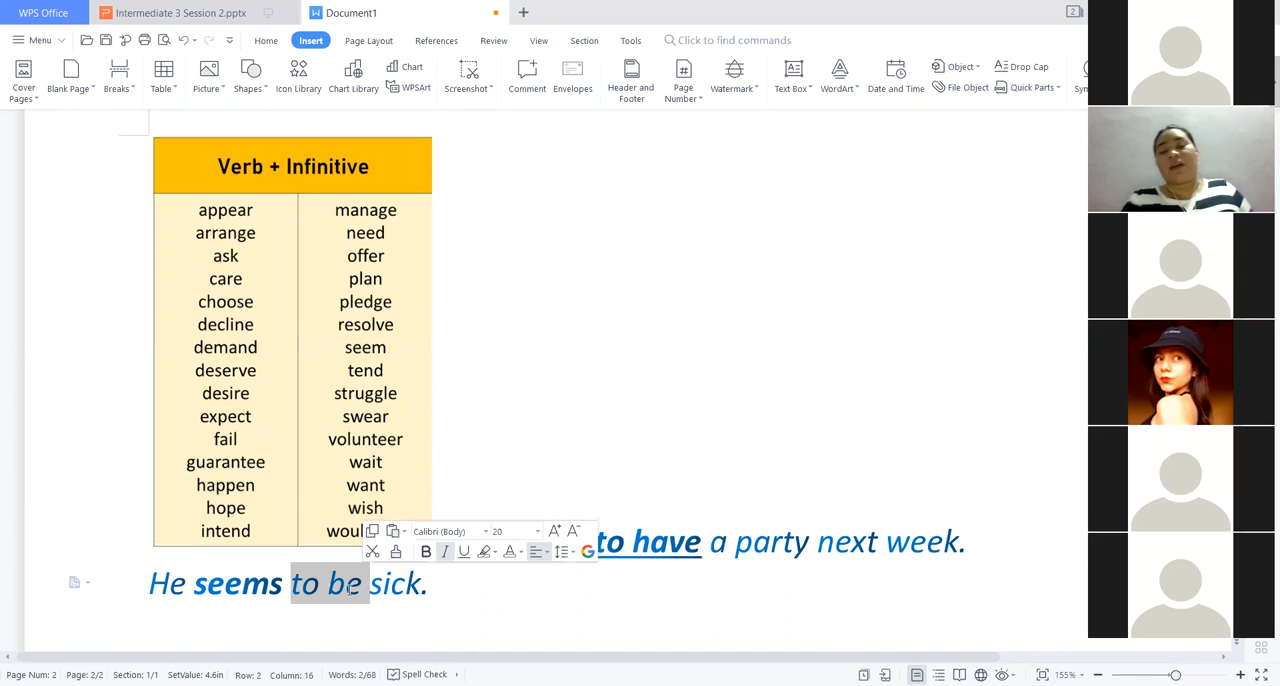 WPS Office Intermediate 3 Session 2.pptx Document1 2
Menu Home Insert Page Layout References Review View Section Tools Click to find commands
Cover Pages Blank Page Breaks Table Picture Shapes Icon Library Chart Library Chart WPSArt Screenshot Comment Envelopes Header and Footer Page Number Watermark Text Box WordArt Date and Time Object File Object Drop Cap Quick Parts
Verb + Infinitive
appear manage
arrange need
ask offer
care plan
choose pledge
decline resolve
demand seem
deserve tend
desire struggle
expect swear
fail volunteer
guarantee wait
happen want
hope wish
intend
Calibri (Body) 20
to have a party next week.
He seems to be sick.
Page Num: 2 Page: 2/2 Section: 1/1 SetValue: 4.6in Row: 2 Column: 16 Words: 2/68 Spell Check 155%